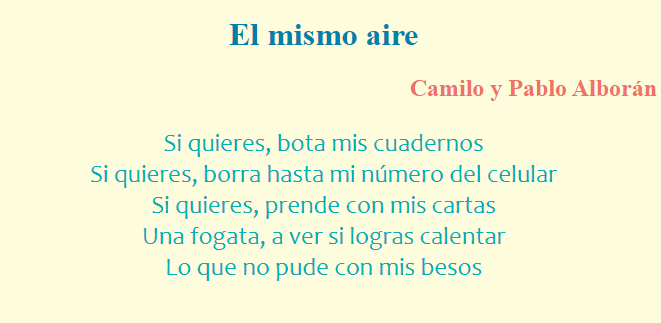 El mismo aire
Camilo y Pablo Alborán
Si quieres, bota mis cuadernos
Si quieres, borra hasta mi número del celular
Si quieres, prende con mis cartas
Una fogata, a ver si logras calentar
Lo que no pude con mis besos